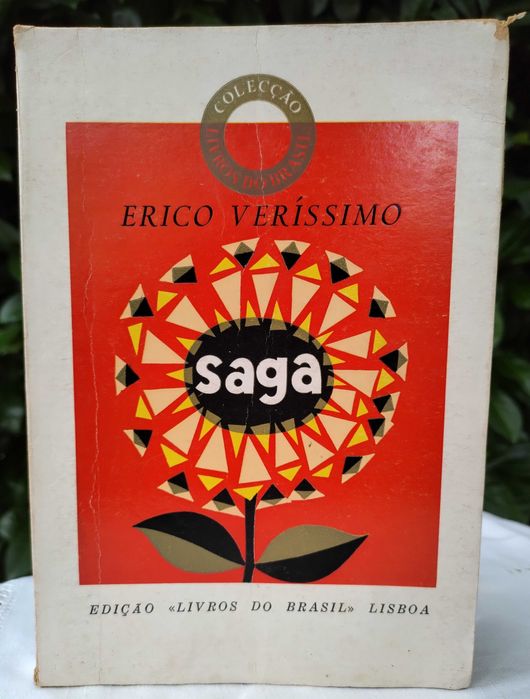 COLECÇÃO
LIVROS DO BRASIL
ERICO VERÍSSIMO
saga
EDIÇÃO «LIVROS DO BRASIL» LISBOA